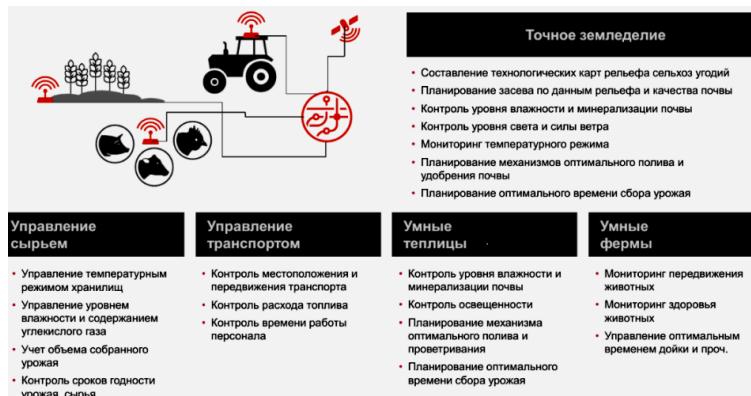 Точное земледелие
• Составление технологических карт рельефа сельхоз угодий
• Планирование засева по данным рельефа и качества почвы
• Контроль уровня влажности и минерализации почвы
• Контроль уровня света и силы ветра
• Мониторинг температурного режима
• Планирование механизмов оптимального полива и
удобрения почвы
• Планирование оптимального времени сбора урожая
Управление
сырьем
• Управление температурным
режимом хранилищ
• Управление уровнем
влажности и содержанием
углекислого газа
• Учет объема собранного
урожая
• Контроль сроков годности
урожая, сырья
Управление
транспортом
• Контроль местоположения и
передвижения транспорта
• Контроль расхода топлива
• Контроль времени работы
персонала
Умные
теплицы
• Контроль уровня влажности и
минерализации почвы
• Контроль освещенности
• Планирование механизма
оптимального полива и
проветривания
• Планирование оптимального
времени сбора урожая
Умные
фермы
• Мониторинг передвижения
животных
• Мониторинг здоровья
животных
• Управление оптимальным
временем дойки и проч.